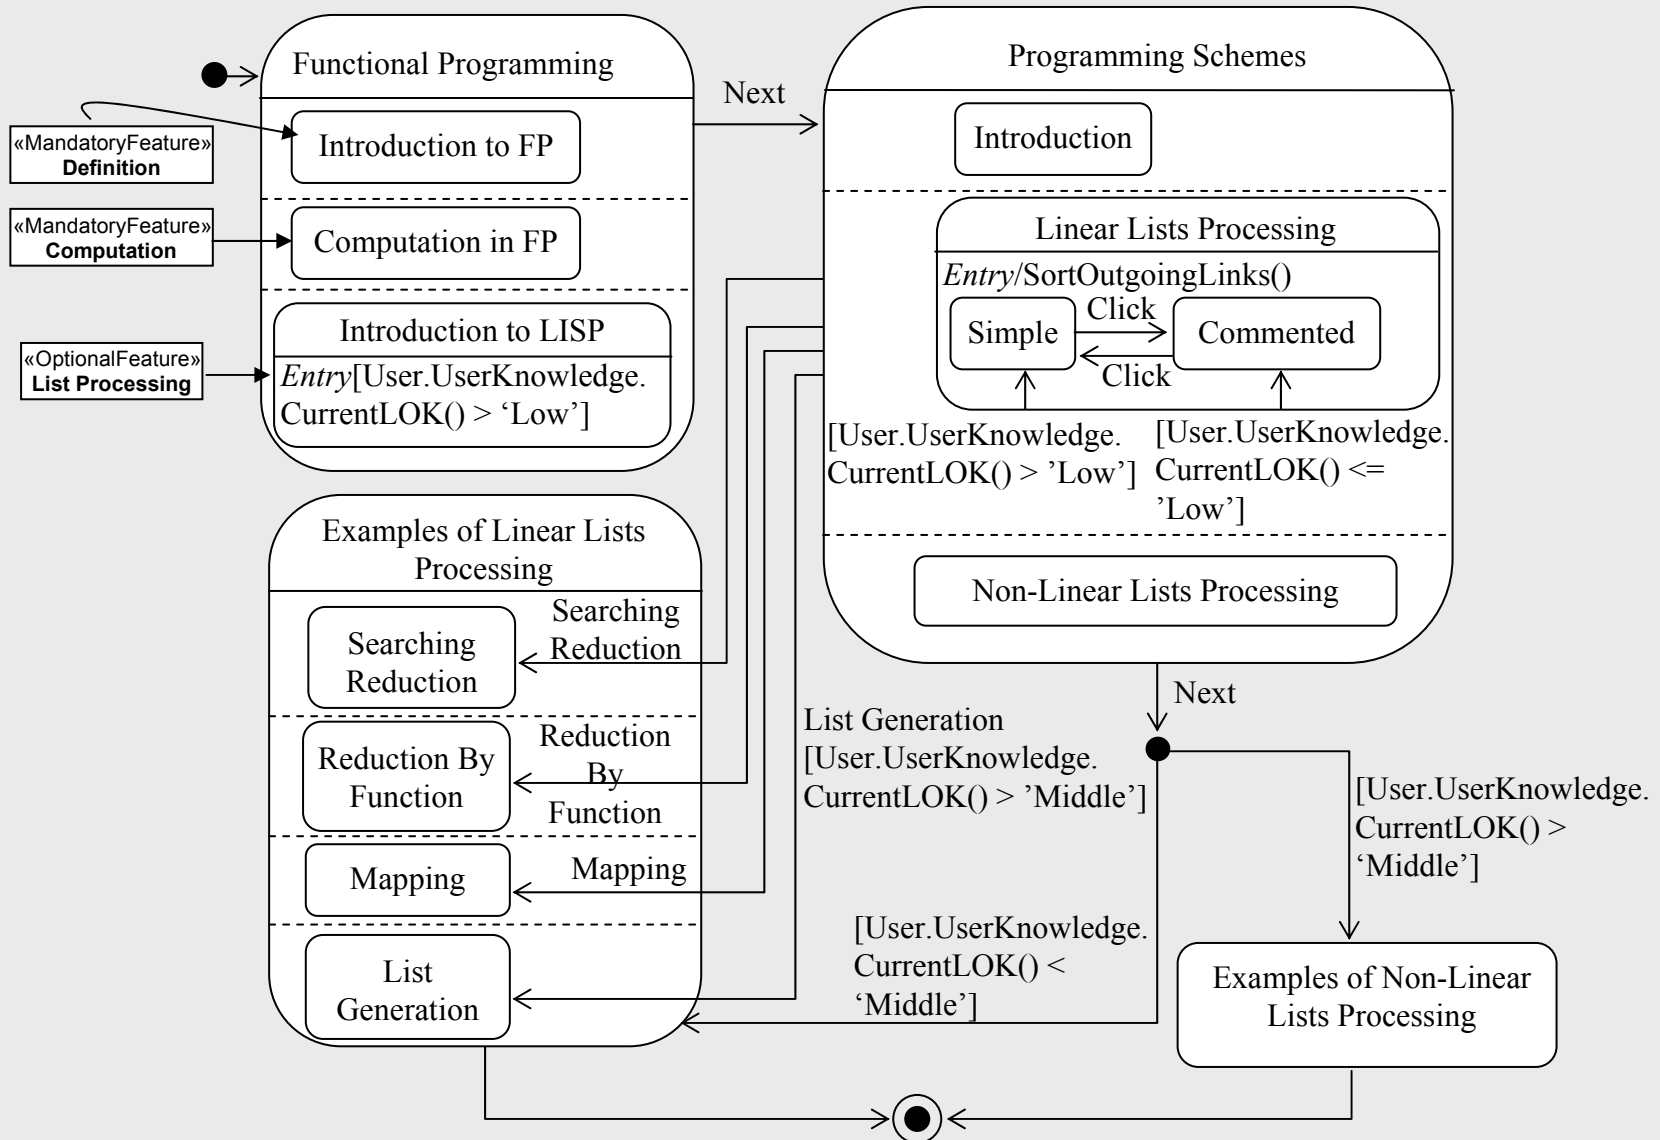 Functional Programming
Next
Programming Schemes
«MandatoryFeature»
Definition
Introduction to FP
Introduction
«MandatoryFeature»
Computation
Computation in FP
Linear Lists Processing
Entry/SortOutgoingLinks()
Click
Simple
Commented
Click
«OptionalFeature»
List Processing
Introduction to LISP
Entry[User.UserKnowledge.
CurrentLOK() > ‘Low’]
[User.UserKnowledge.
CurrentLOK() > ’Low’]
[User.UserKnowledge.
CurrentLOK() <=
’Low’]
Non-Linear Lists Processing
Examples of Linear Lists
Processing
Searching
Reduction
Searching
Reduction
Reduction By
Function
Reduction
By
Function
Mapping
Mapping
List
Generation
Next
List Generation
[User.UserKnowledge.
CurrentLOK() > ’Middle’]
[User.UserKnowledge.
CurrentLOK() >
‘Middle’]
[User.UserKnowledge.
CurrentLOK() <
‘Middle’]
Examples of Non-Linear
Lists Processing